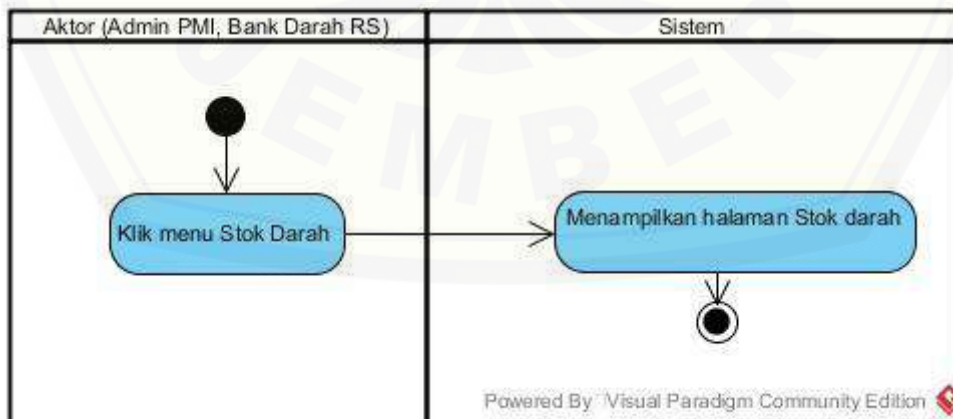 Aktor (Admin PMI, Bank Darah RS)
Sistem
Klik menu Stok Darah
Menampilkan halaman Stok darah
EMBER
Powered By Visual Paradigm Community Edition